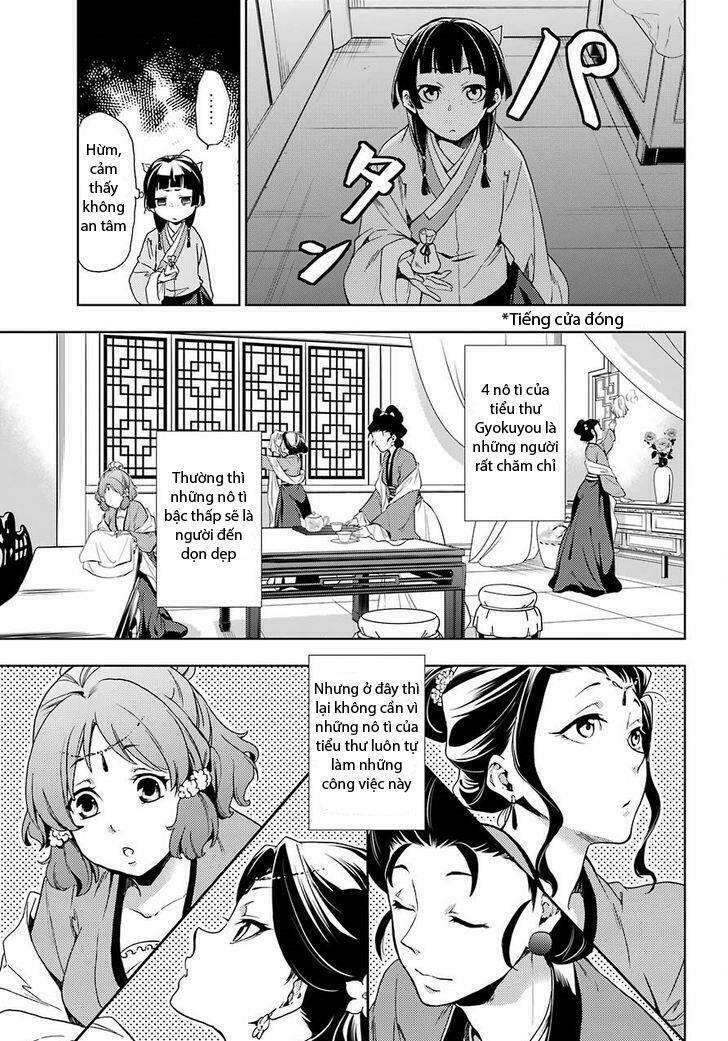 パタン
*Tiếng cửa đóng
......
Hừm,
cảm
thấy
không
an tâm
4 nô tì của
tiểu thư
Gyokuyou là
những người
rất chăm chỉ
Thường thì
những nô tì
bậc thấp sẽ là
người đến
dọn dẹp
Nhưng ở đây thì
lại không cần vì
những nô tì của
tiểu thư luôn tự
làm những
công việc này